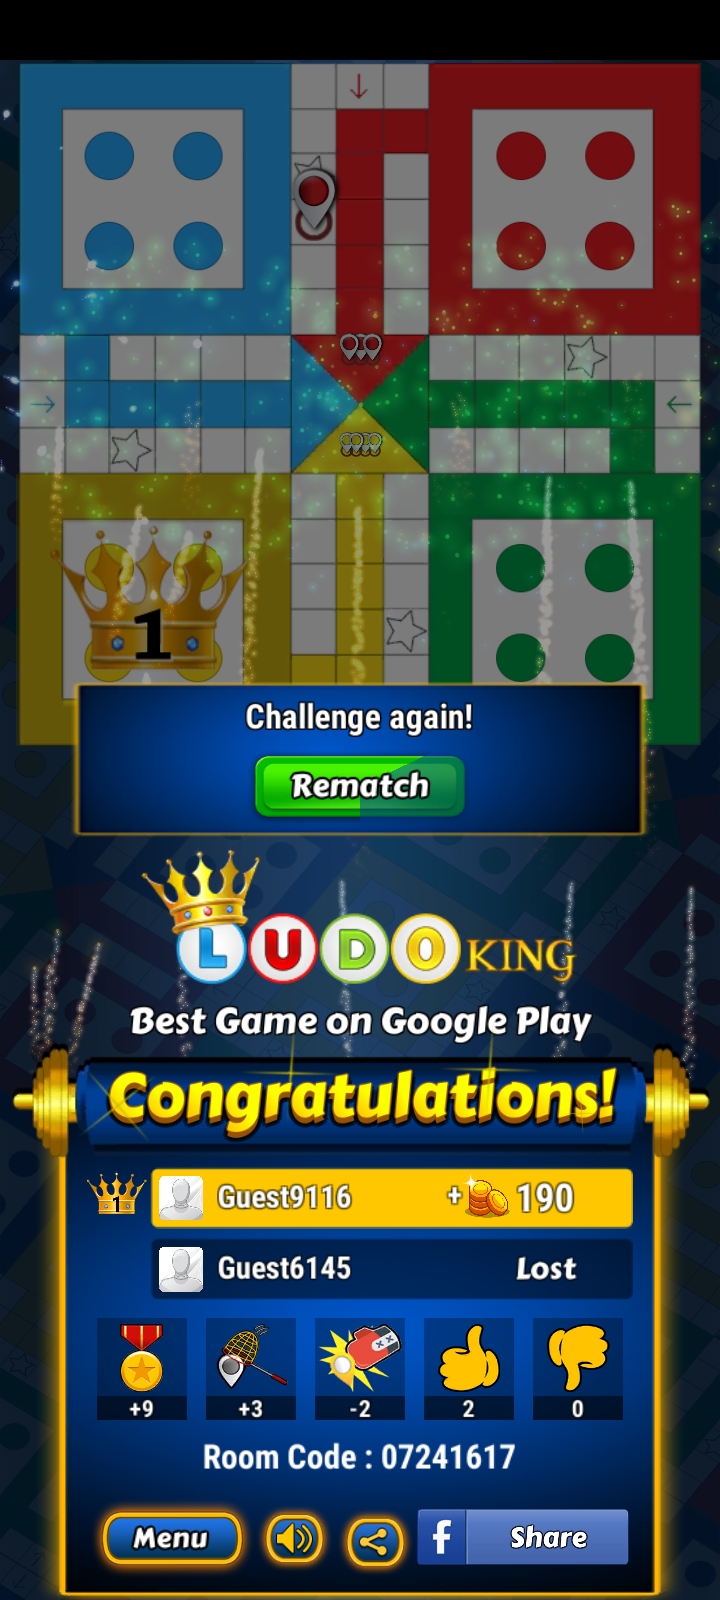 1
Challenge again!
Rematch
LUDO KING
Best Game on Google Play
Congratulations!
1 Guest9116 + 190
Guest6145 Lost
+9 +3 -2 2 0
Room Code : 07241617
Menu f Share